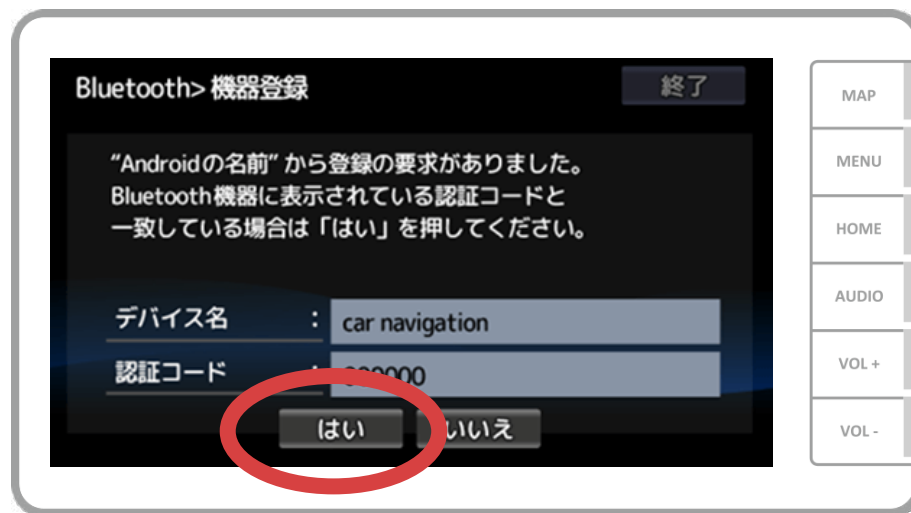 Bluetooth> 機器登録
終了
“Androidの名前” から登録の要求がありました。
Bluetooth機器に表示されている認証コードと
一致している場合は「はい」を押してください。
デバイス名 : car navigation
認証コード : 000000
はい
いいえ
MAP
MENU
HOME
AUDIO
VOL +
VOL -